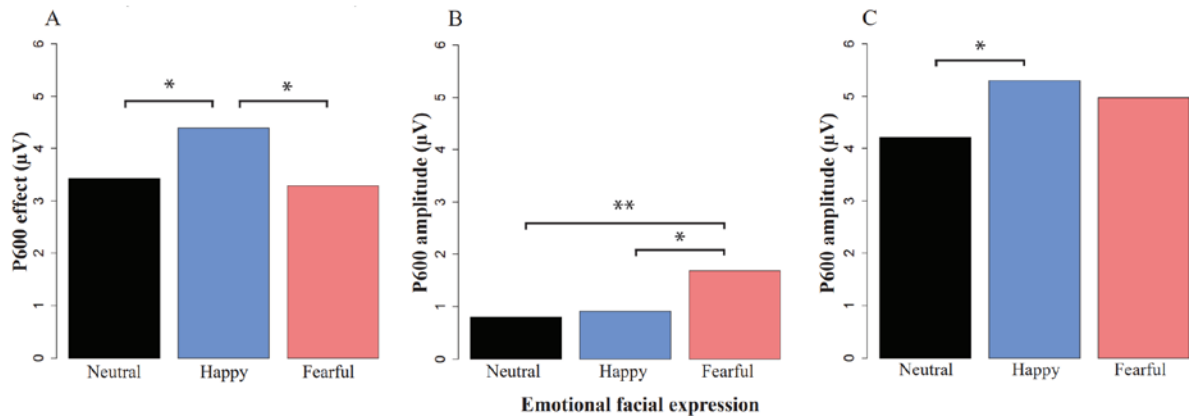 A
P600 effect (µV)
0
1
2
3
4
5
6
*
*
Neutral
Happy
Fearful
B
P600 amplitude (µV)
0
1
2
3
4
5
6
**
*
Neutral
Happy
Fearful
C
P600 amplitude (µV)
0
1
2
3
4
5
6
*
Neutral
Happy
Fearful
Emotional facial expression